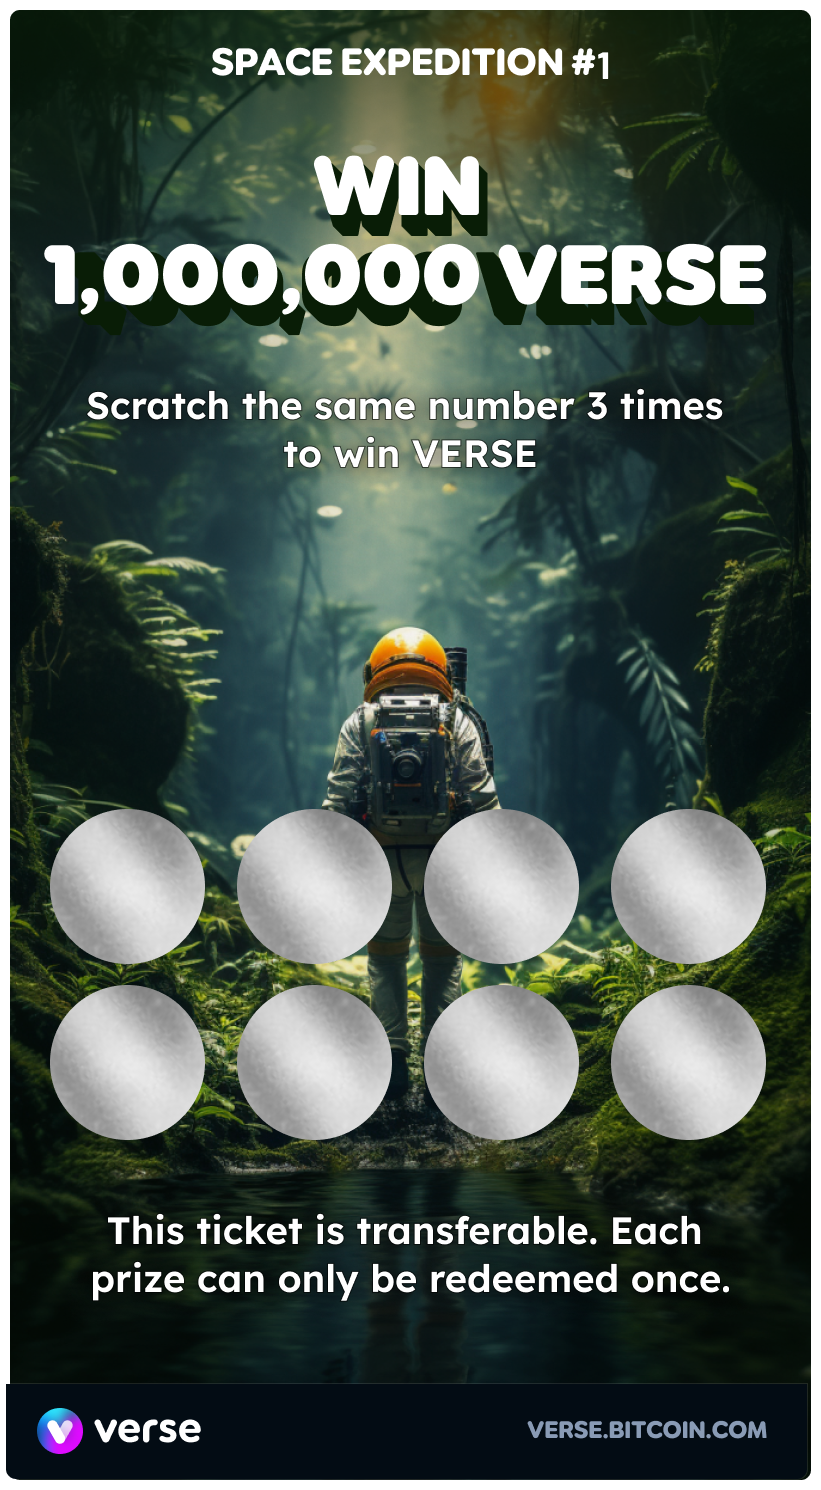 SPACE EXPEDITION #1
WIN
1,000,000 VERSE
Scratch the same number 3 times
to win VERSE
This ticket is transferable. Each
prize can only be redeemed once.
verse
VERSE.BITCOIN.COM